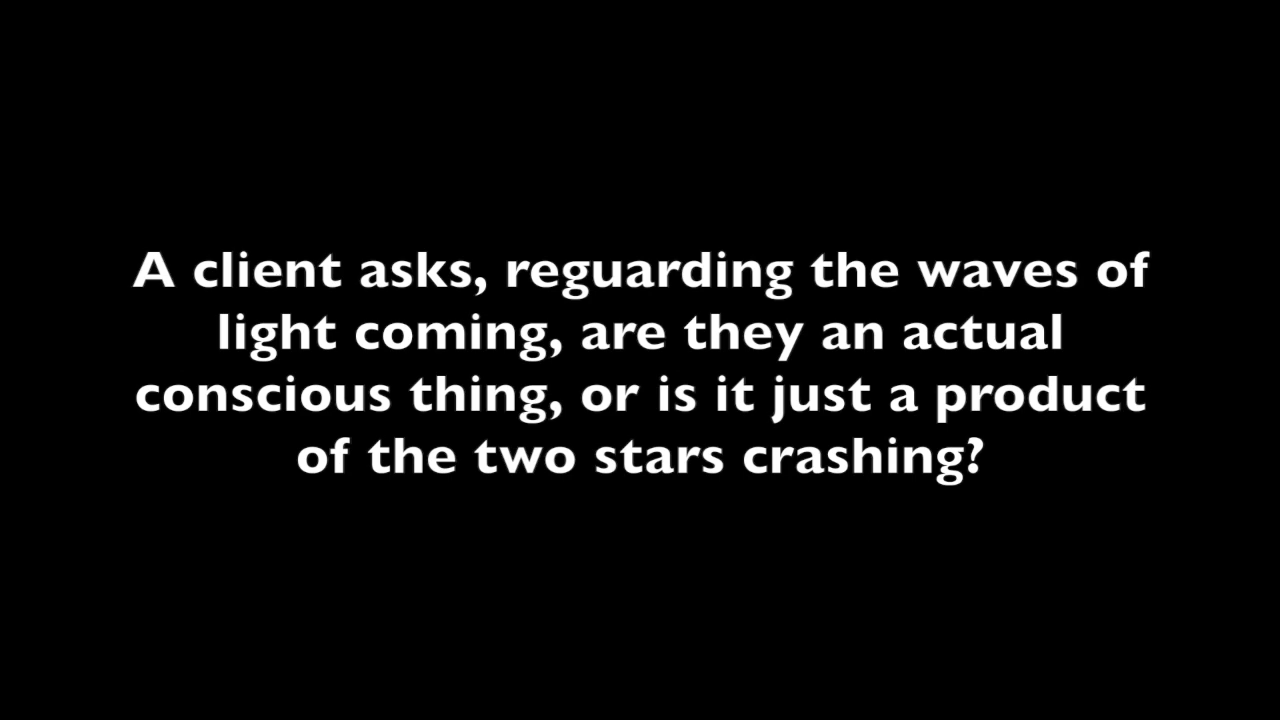 A client asks, reguarding the waves of
light coming, are they an actual
conscious thing, or is it just a product
of the two stars crashing?